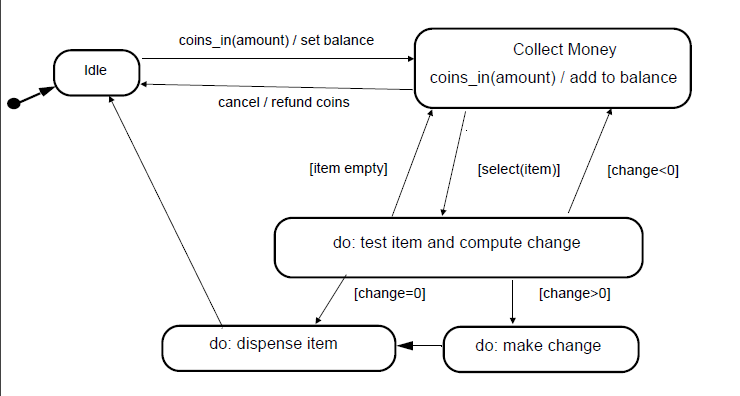 coins_in(amount) / set balance
Collect Money
Idle
coins_in(amount) / add to balance
cancel / refund coins
[item empty]
[select(item)]
[change<0]
do: test item and compute change
[change=0]
[change>0]
do: dispense item
do: make change